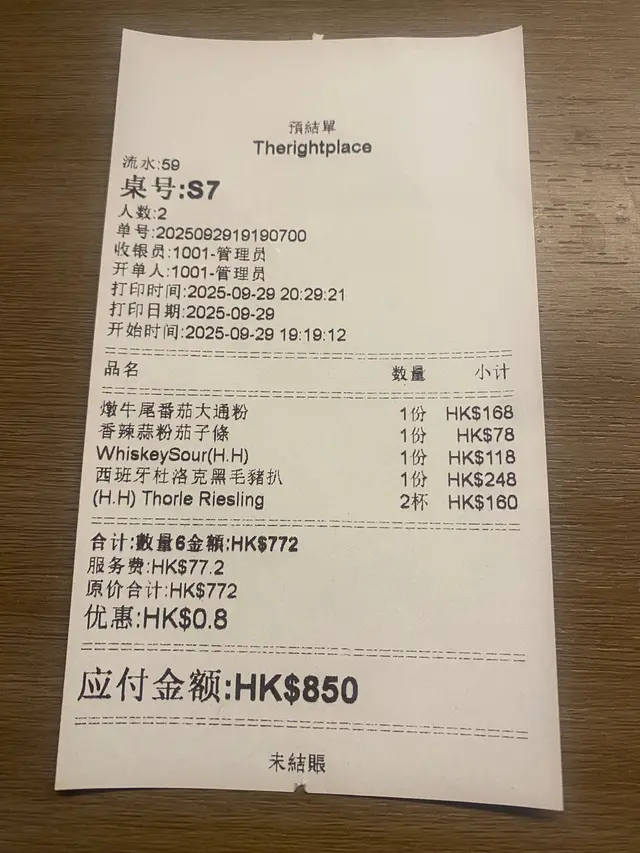 預結單
Therightplace
流水:59
桌号:S7
人数:2
单号:2025092919190700
收银员:1001-管理员
开单人:1001-管理员
打印时间:2025-09-29 20:29:21
打印日期:2025-09-29
开始时间:2025-09-29 19:19:12
品名 数量 小计
燉牛尾番茄大通粉 1份 HK$168
香辣蒜粉茄子條 1份 HK$78
WhiskeySour(H.H) 1份 HK$118
西班牙杜洛克黑毛豬扒 1份 HK$248
(H.H) Thorle Riesling 2杯 HK$160
合计:数量6金額:HK$772
服务费:HK$77.2
原价合计:HK$772
优惠:HK$0.8
应付金额:HK$850
未結賬